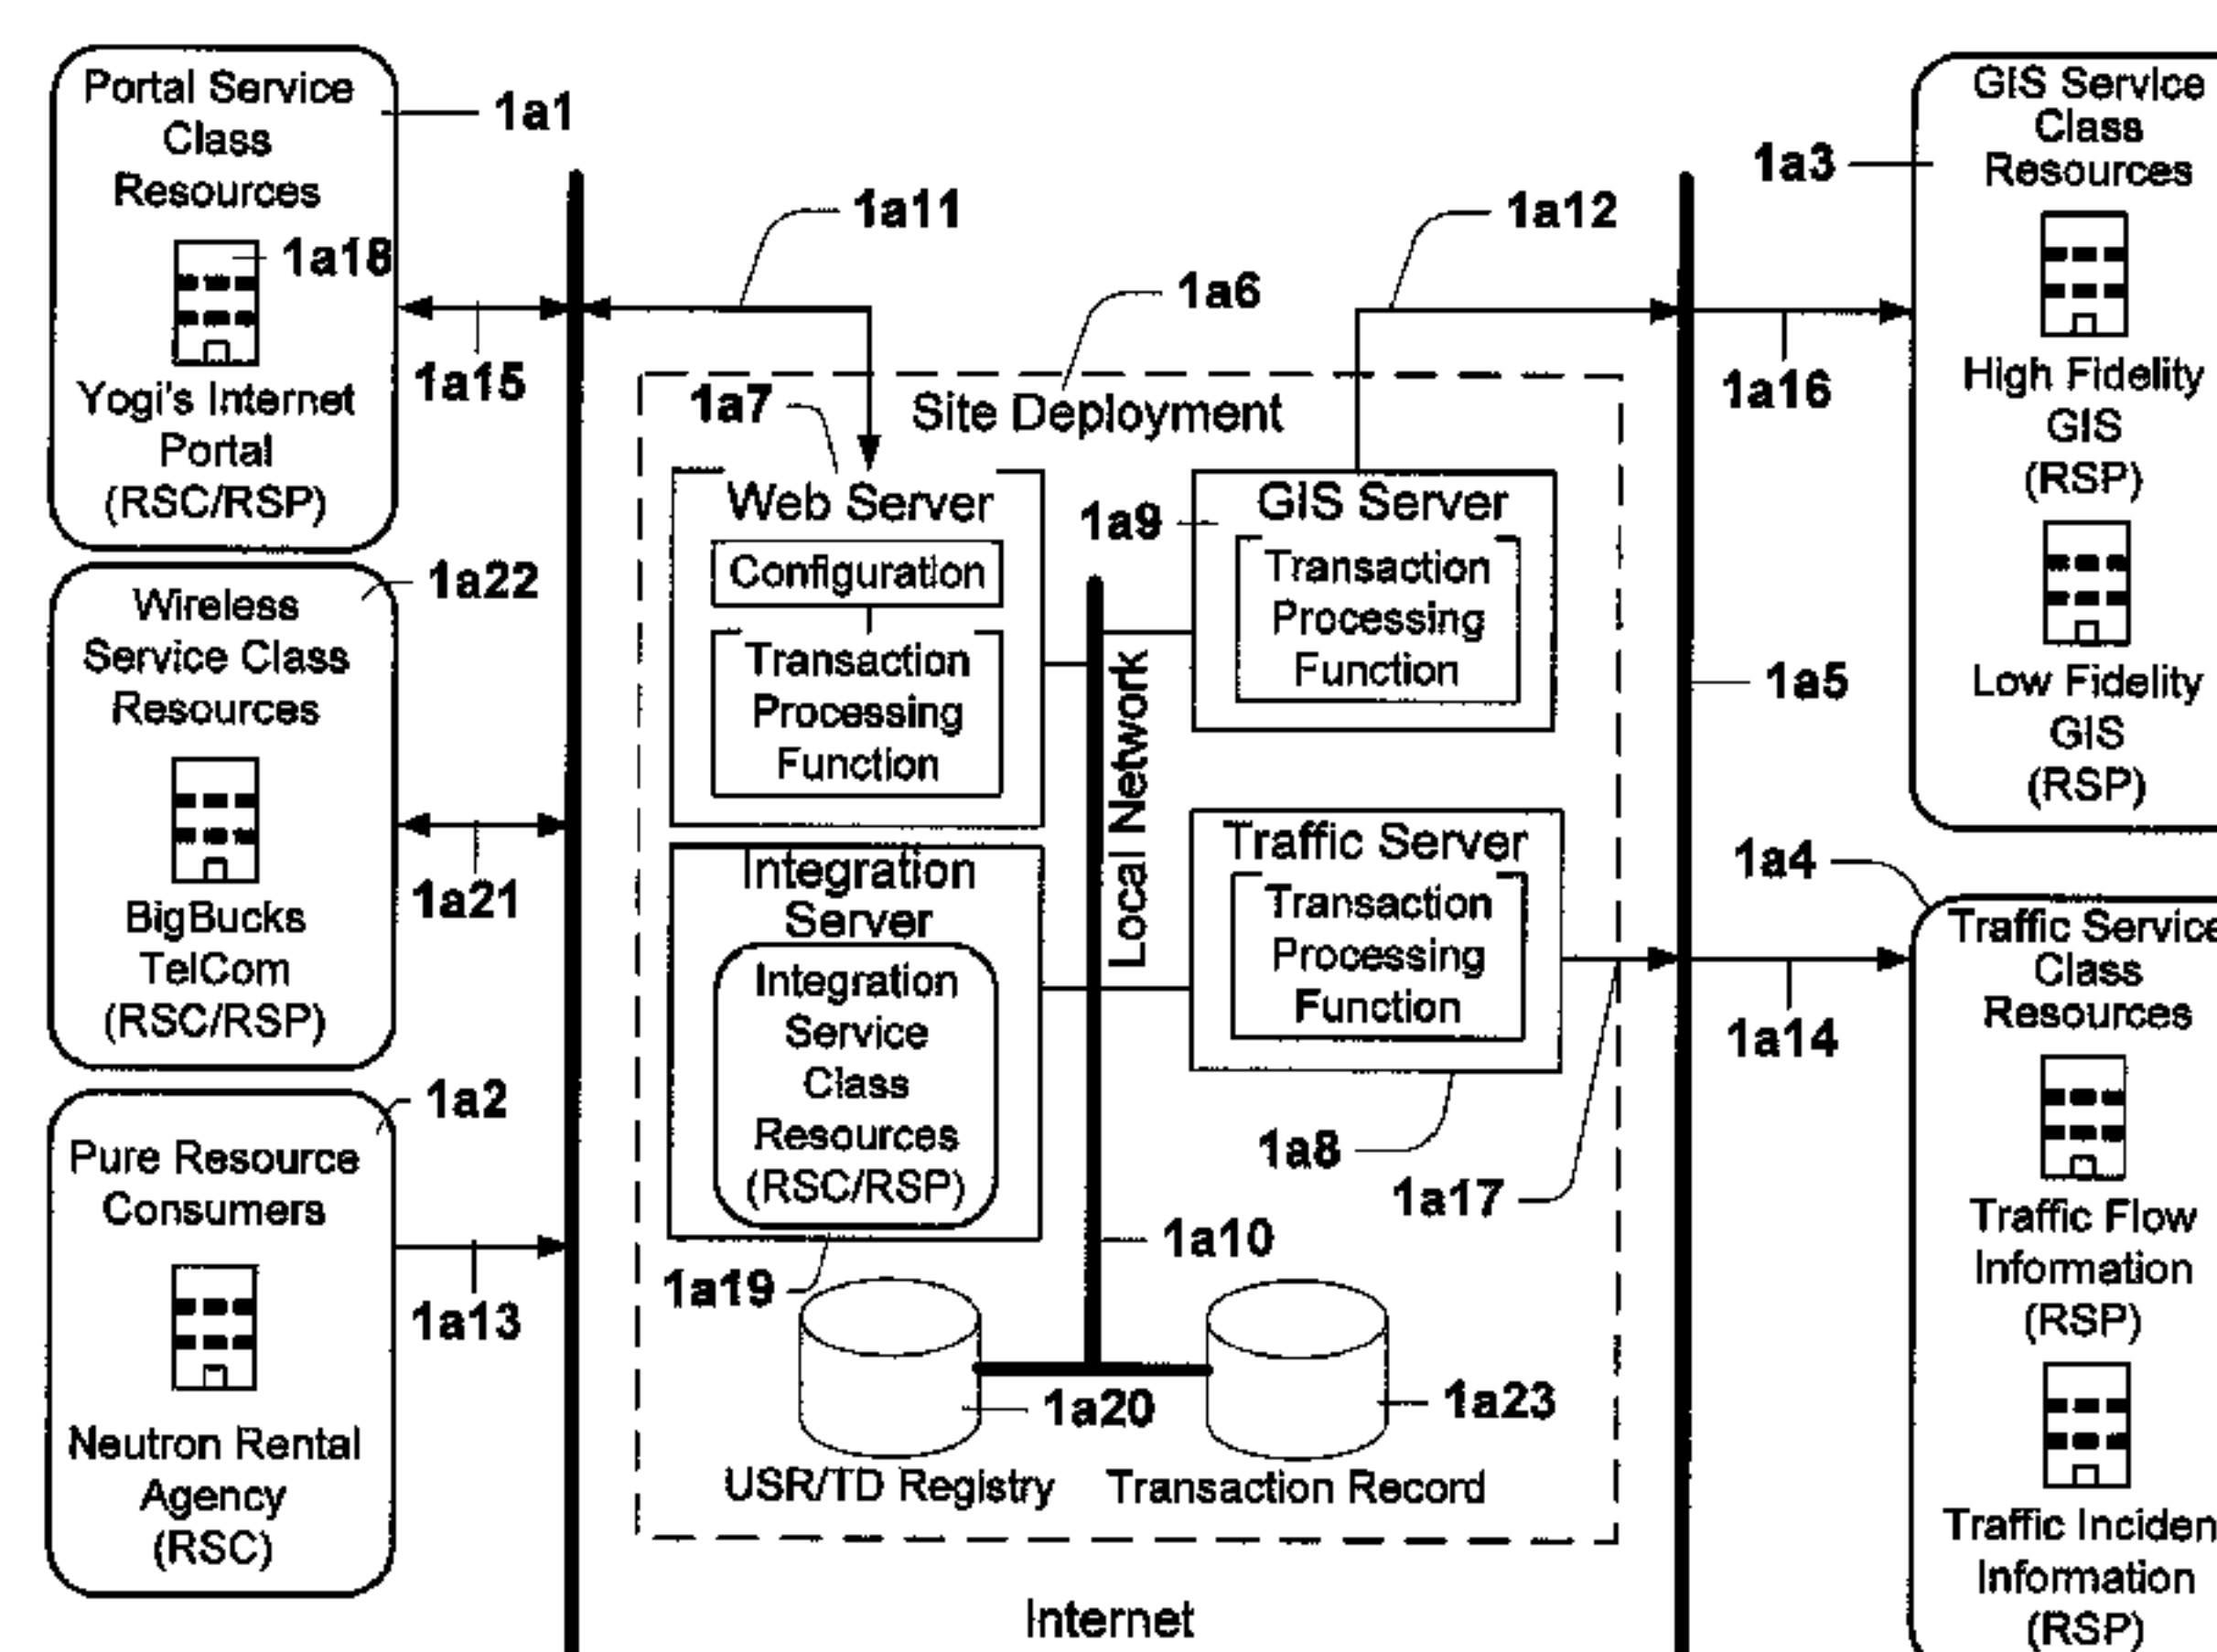 Portal Service
Class
Resources
1a1
1a18
Yogi's Internet
Portal
(RSC/RSP)
1a15
Wireless
Service Class
Resources
1a22
BigBucks
TelCom
(RSC/RSP)
1a21
Pure Resource
Consumers
1a2
Neutron Rental
Agency
(RSC)
1a13
1a11
1a12
1a6
Site Deployment
1a7
Web Server
Configuration
Transaction
Processing
Function
1a9
GIS Server
Transaction
Processing
Function
Local Network
Integration
Server
Integration
Service
Class
Resources
(RSC/RSP)
1a19
Traffic Server
Transaction
Processing
Function
1a8
1a17
1a10
1a20
1a23
USR/TD Registry
Transaction Record
Internet
1a3
GIS Service
Class
Resources
1a16
High Fidelity
GIS
(RSP)
1a5
Low Fidelity
GIS
(RSP)
1a4
Traffic Service
Class
Resources
1a14
Traffic Flow
Information
(RSP)
Traffic Inciden
Information
(RSP)